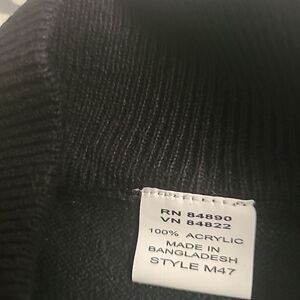 RN 84890
VN 84822
100% ACRYLIC
MADE IN
BANGLADESH
STYLE M47